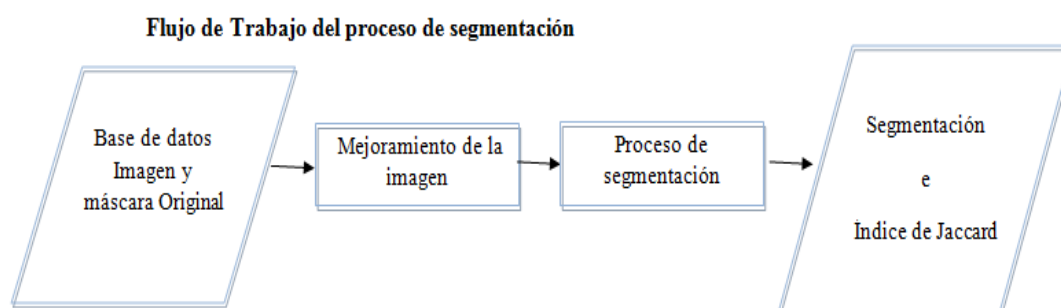 Flujo de Trabajo del proceso de segmentación
Base de datos
Imagen y
máscara Original
Mejoramiento de la
imagen
Proceso de
segmentación
Segmentación
e
Índice de Jaccard